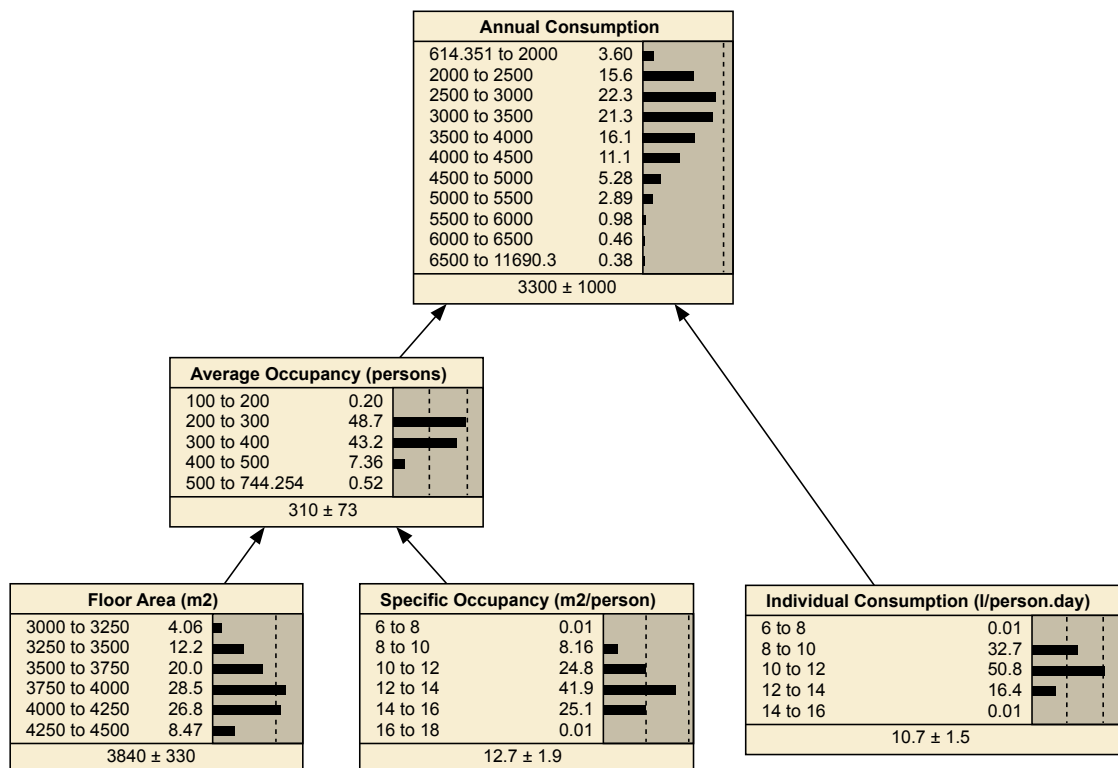 Annual Consumption
614.351 to 2000 3.60
2000 to 2500 15.6
2500 to 3000 22.3
3000 to 3500 21.3
3500 to 4000 16.1
4000 to 4500 11.1
4500 to 5000 5.28
5000 to 5500 2.89
5500 to 6000 0.98
6000 to 6500 0.46
6500 to 11690.3 0.38
3300 ± 1000
Average Occupancy (persons)
100 to 200 0.20
200 to 300 48.7
300 to 400 43.2
400 to 500 7.36
500 to 744.254 0.52
310 ± 73
Floor Area (m2)
3000 to 3250 4.06
3250 to 3500 12.2
3500 to 3750 20.0
3750 to 4000 28.5
4000 to 4250 26.8
4250 to 4500 8.47
3840 ± 330
Specific Occupancy (m2/person)
6 to 8 0.01
8 to 10 8.16
10 to 12 24.8
12 to 14 41.9
14 to 16 25.1
16 to 18 0.01
12.7 ± 1.9
Individual Consumption (l/person.day)
6 to 8 0.01
8 to 10 32.7
10 to 12 50.8
12 to 14 16.4
14 to 16 0.01
10.7 ± 1.5